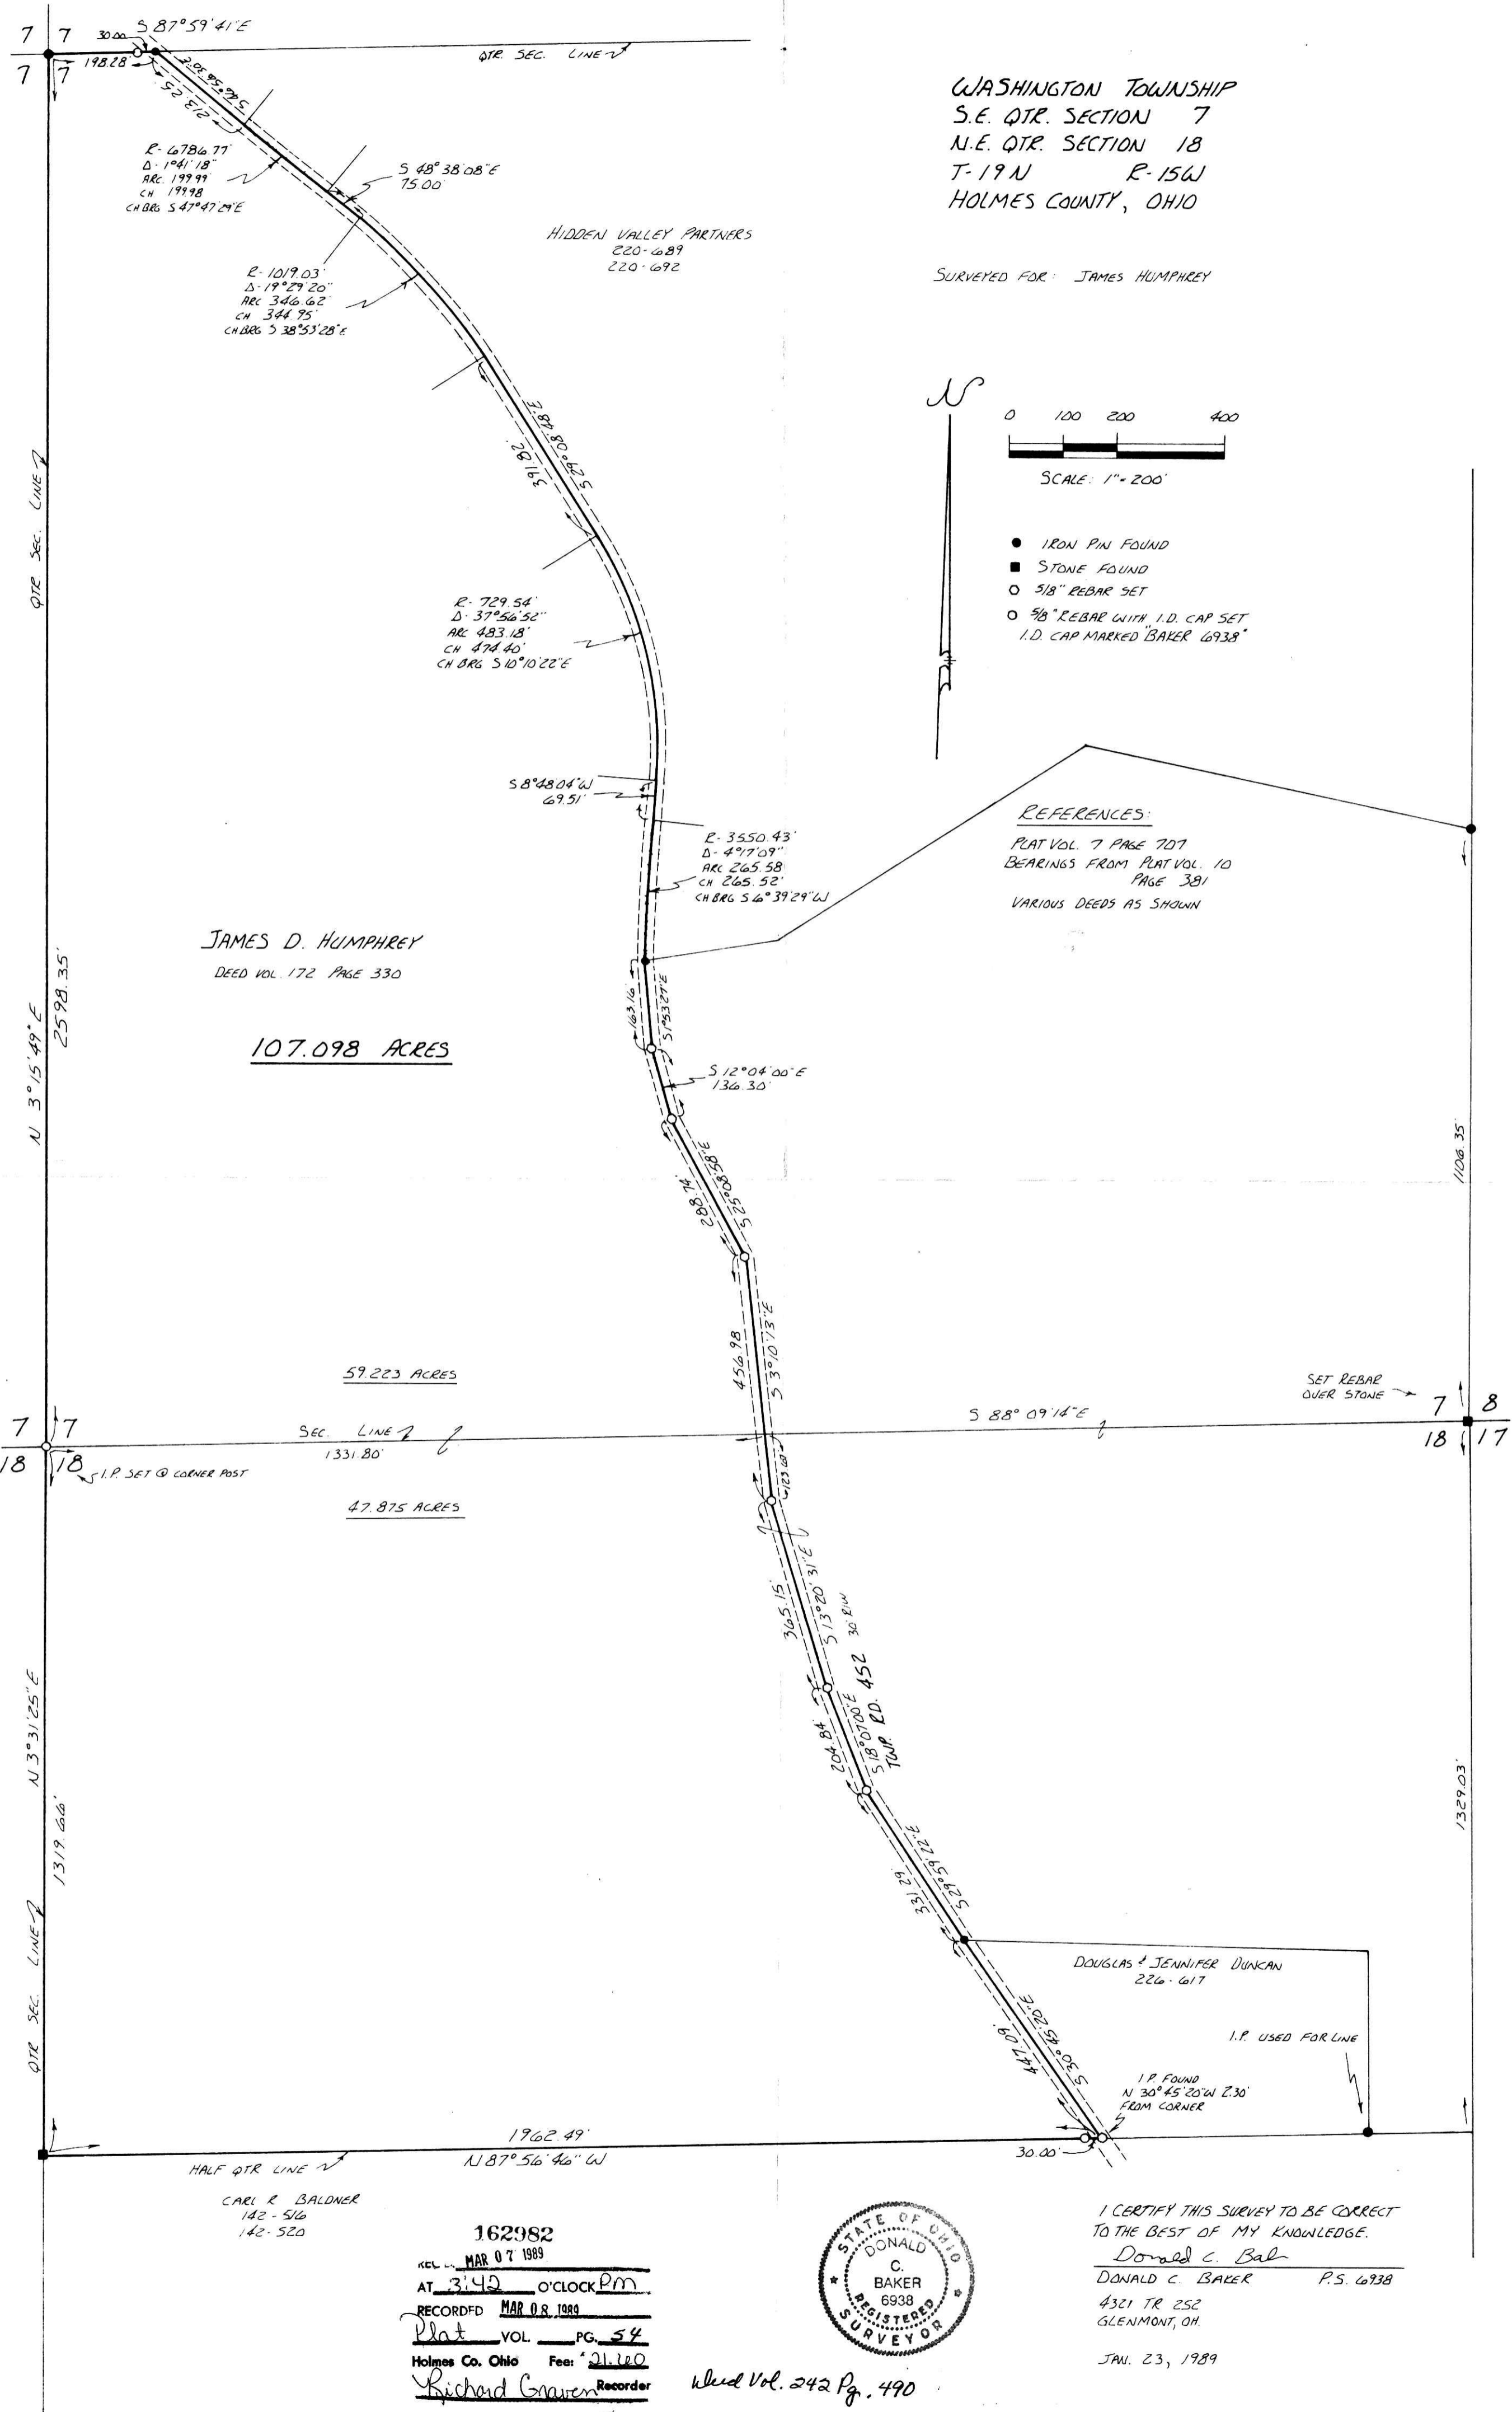 7 7
7 7
30.00
S 87°59'41"E
198.28'
QTR. SEC. LINE
213.25
R- 6786.77'
Δ- 1°41'18"
ARC. 199.99
CH 199.98
CH BRG S 47°47'29"E
S 48°38'08"E
75.00'
HIDDEN VALLEY PARTNERS
220-689
220-692
R- 1019.03'
Δ- 19°29'20"
ARC 346.62'
CH 344.95'
CH BRG S 38°53'28"E
WASHINGTON TOWNSHIP
S.E. QTR. SECTION 7
N.E. QTR. SECTION 18
T-19N R-15W
HOLMES COUNTY, OHIO
SURVEYED FOR: JAMES HUMPHREY
N
0 100 200 400
SCALE: 1"=200'
IRON PIN FOUND
STONE FOUND
5/8" REBAR SET
5/8" REBAR WITH I.D. CAP SET
I.D. CAP MARKED "BAKER 6938"
S 29°08'48"E
391.82'
QTR SEC. LINE
R- 729.54'
Δ- 37°56'52"
ARC 483.18'
CH 474.40'
CH BRG S 10°10'22"E
S 8°48'04"W
69.51'
R- 3550.43'
Δ- 4°17'09"
ARC 265.58
CH 265.52'
CH BRG S 6°39'29"W
REFERENCES:
PLAT VOL. 7 PAGE 707
BEARINGS FROM PLAT VOL. 10
PAGE 381
VARIOUS DEEDS AS SHOWN
JAMES D. HUMPHREY
DEED VOL. 172 PAGE 330
107.098 ACRES
N 3°15'49"E
2598.35'
163.16'
S 1°53'27"E
S 12°04'00"E
136.30'
288.74'
S 25°08'58"E
1106.35'
456.98
S 3°10'13"E
59.223 ACRES
SEC. LINE
1331.80'
S 88°09'14"E
SET REBAR
OVER STONE
7 8
18 17
7 7
18 18
I.P. SET @ CORNER POST
47.875 ACRES
123.60
365.15'
S 13°20'31"E
30' R/W
TWP. RD. 452
204.84'
S 18°07'00"E
N 3°31'25"E
1319.66'
QTR SEC. LINE
1329.03'
331.29'
S 29°59'22"E
DOUGLAS & JENNIFER DUNCAN
226-617
I.P. USED FOR LINE
447.09'
S 30°45'20"E
I.P. FOUND
N 30°45'20"W 2.30'
FROM CORNER
30.00'
1962.49'
N 87°56'46" W
HALF QTR LINE
CARL R BALDNER
142-516
142-520
162982
MAR 07 1989
AT 3:42 O'CLOCK PM
RECORDED MAR 08 1989
Plat VOL. PG. 54
Holmes Co. Ohio Fee:
Richard Graven Recorder
Deed Vol. 242 Pg. 490
STATE OF OHIO
DONALD
C.
BAKER
6938
REGISTERED
SURVEYOR
I CERTIFY THIS SURVEY TO BE CORRECT
TO THE BEST OF MY KNOWLEDGE.
DONALD C. BAKER P.S. 6938
4321 TR 252
GLENMONT, OH.
JAN. 23, 1989